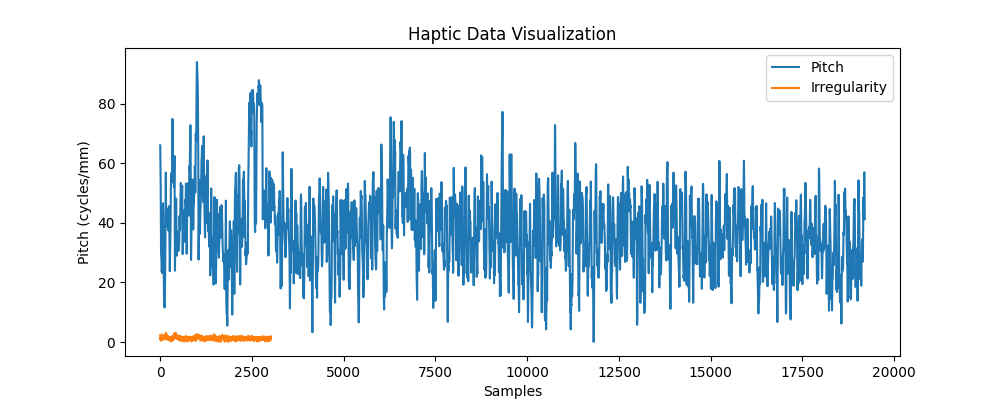 Haptic Data Visualization
Pitch
Irregularity
Pitch (cycles/mm)
80
60
40
20
0
0 2500 5000 7500 10000 12500 15000 17500 20000
Samples